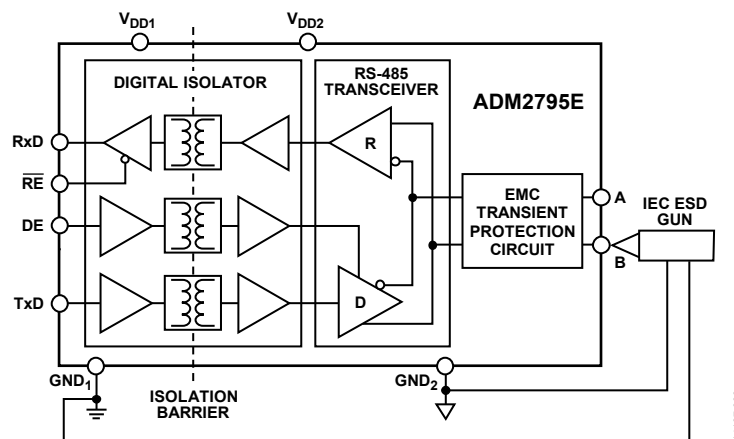 VDD1
VDD2
DIGITAL ISOLATOR
RS-485
TRANSCEIVER
ADM2795E
RxD
R
RE
EMC
TRANSIENT
PROTECTION
CIRCUIT
A
IEC ESD
GUN
DE
B
TxD
D
GND1
GND2
ISOLATION
BARRIER